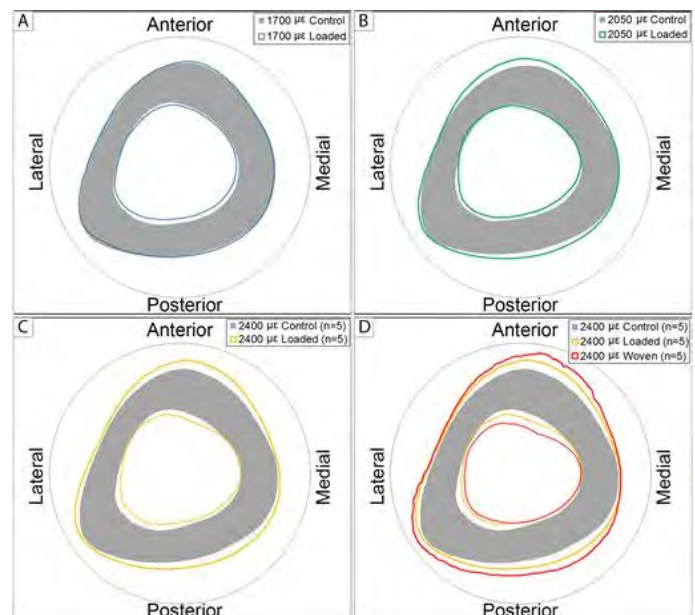 A
Anterior
1700 µε Control
1700 µε Loaded
Lateral
Medial
Posterior
B
Anterior
2050 µε Control
2050 µε Loaded
Lateral
Medial
Posterior
C
Anterior
2400 µε Control (n=5)
2400 µε Loaded (n=5)
Lateral
Medial
Posterior
D
Anterior
2400 µε Control (n=5)
2400 µε Loaded (n=5)
2400 µε Woven (n=5)
Lateral
Medial
Posterior